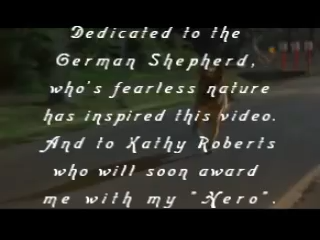 Dedicated to the
German Shepherd,
who's fearless nature
has inspired this video.
And to Kathy Roberts
who will soon award
me with my "Hero".